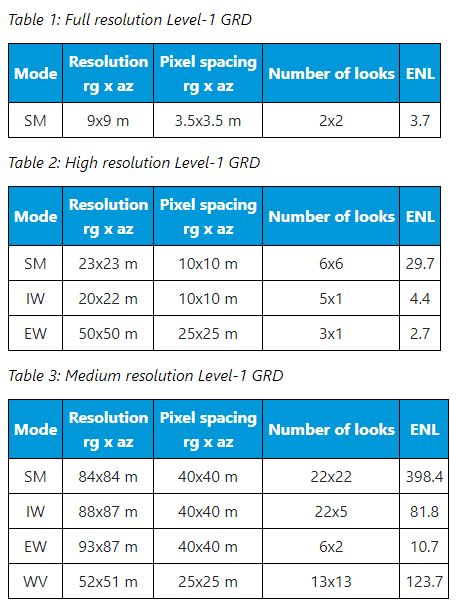 Table 1: Full resolution Level-1 GRD
Mode Resolution rg x az Pixel spacing rg x az Number of looks ENL
SM 9x9 m 3.5x3.5 m 2x2 3.7
Table 2: High resolution Level-1 GRD
Mode Resolution rg x az Pixel spacing rg x az Number of looks ENL
SM 23x23 m 10x10 m 6x6 29.7
IW 20x22 m 10x10 m 5x1 4.4
EW 50x50 m 25x25 m 3x1 2.7
Table 3: Medium resolution Level-1 GRD
Mode Resolution rg x az Pixel spacing rg x az Number of looks ENL
SM 84x84 m 40x40 m 22x22 398.4
IW 88x87 m 40x40 m 22x5 81.8
EW 93x87 m 40x40 m 6x2 10.7
WV 52x51 m 25x25 m 13x13 123.7